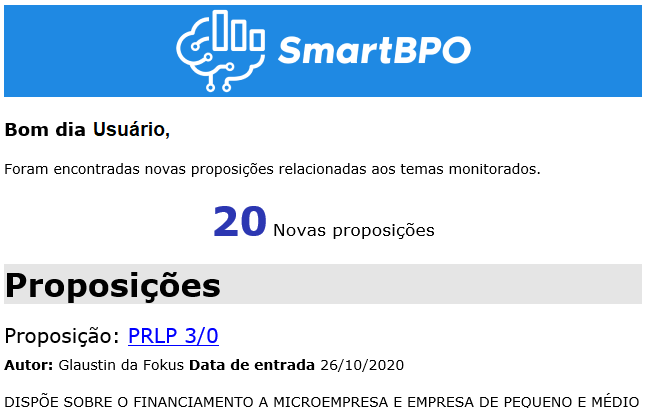 SmartBPO
Bom dia Usuário,
Foram encontradas novas proposições relacionadas aos temas monitorados.
20 Novas proposições
Proposições
Proposição: PRLP 3/0
Autor: Glaustin da Fokus Data de entrada 26/10/2020
DISPÕE SOBRE O FINANCIAMENTO A MICROEMPRESA E EMPRESA DE PEQUENO E MÉDIO